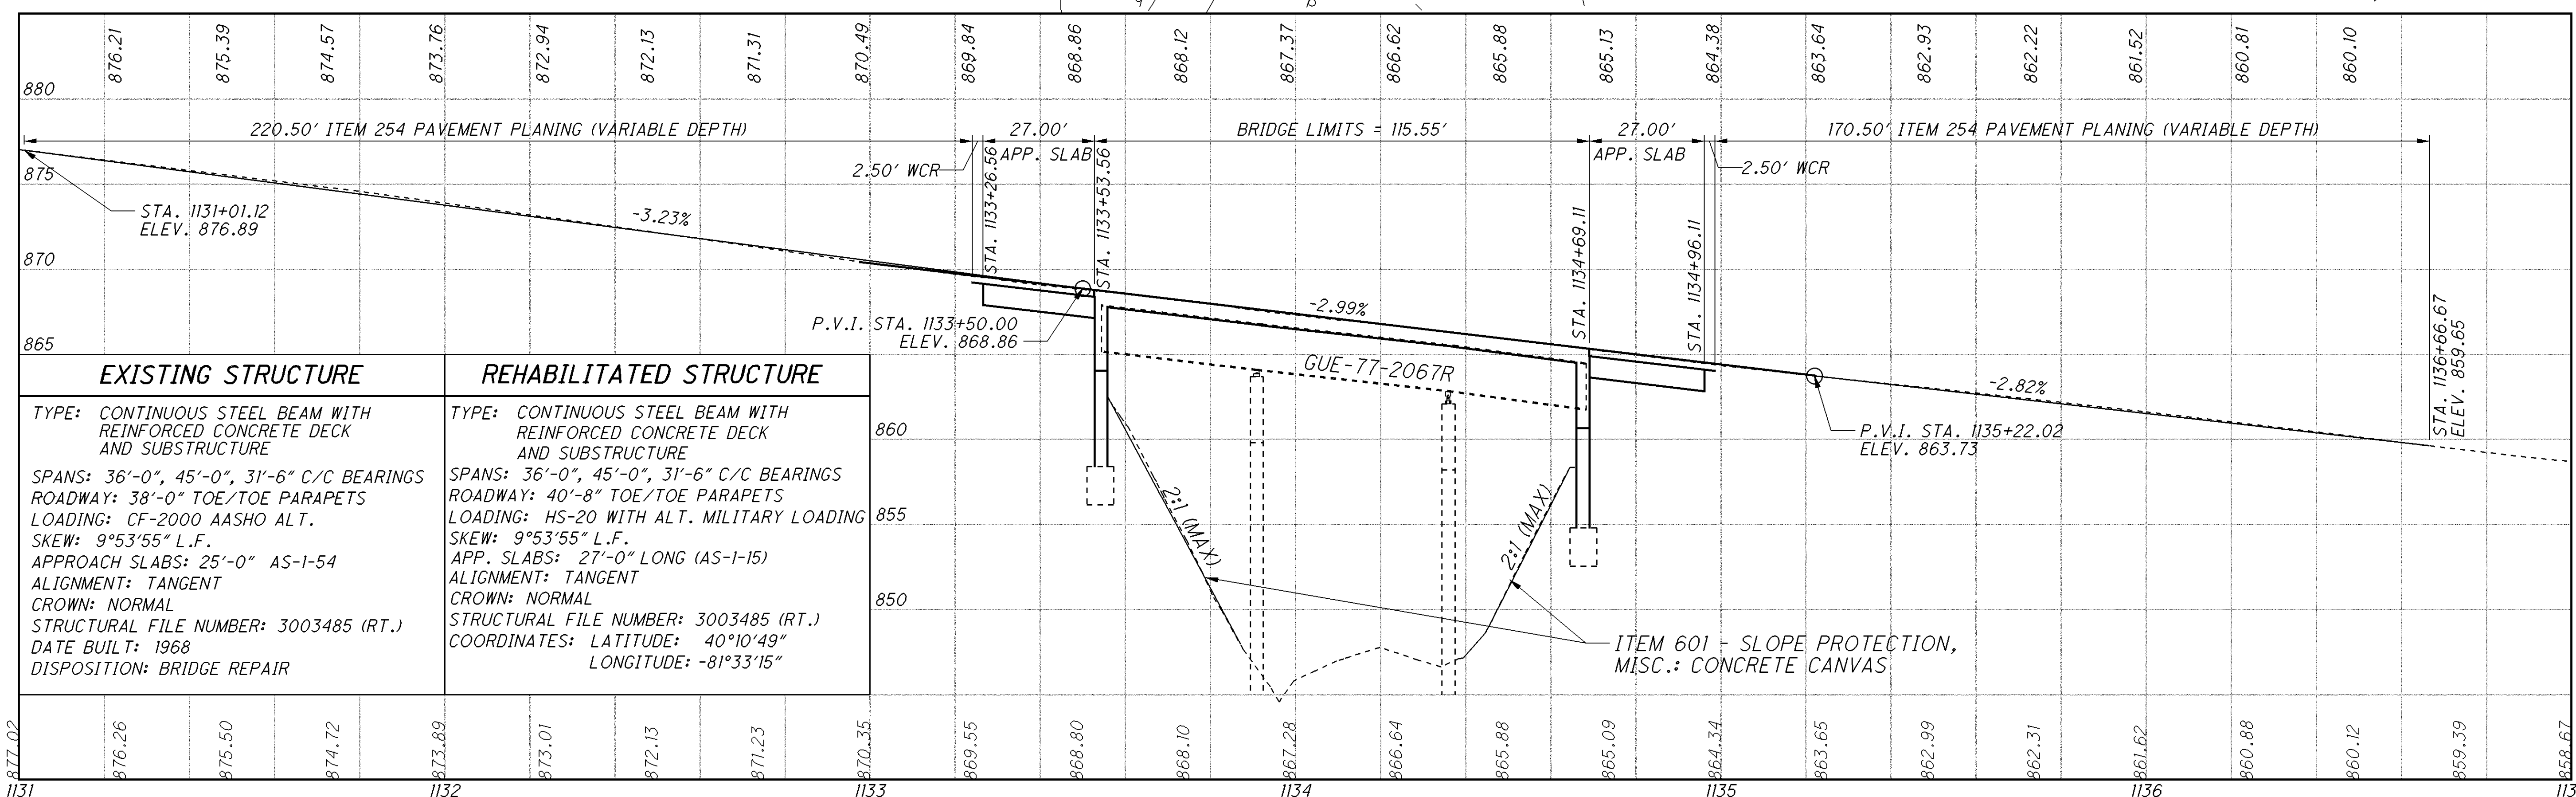 876.21 875.39 874.57 873.76 872.94 872.13 871.31 870.49 869.84 868.86 868.12 867.37 866.62 865.88 865.13 864.38 863.64 862.93 862.22 861.52 860.81 860.10
880
220.50' ITEM 254 PAVEMENT PLANING (VARIABLE DEPTH)
27.00'
APP. SLAB
BRIDGE LIMITS = 115.55'
27.00'
APP. SLAB
170.50' ITEM 254 PAVEMENT PLANING (VARIABLE DEPTH)
2.50' WCR
2.50' WCR
875
STA. 1131+01.12
ELEV. 876.89
-3.23%
STA. 1133+26.56
STA. 1133+53.56
STA. 1134+69.11
STA. 1134+96.11
870
-2.99%
P.V.I. STA. 1133+50.00
ELEV. 868.86
STA. 1136+66.67
ELEV. 859.65
865
GUE-77-2067R
-2.82%
P.V.I. STA. 1135+22.02
ELEV. 863.73
EXISTING STRUCTURE
TYPE: CONTINUOUS STEEL BEAM WITH
REINFORCED CONCRETE DECK
AND SUBSTRUCTURE
SPANS: 36'-0", 45'-0", 31'-6" C/C BEARINGS
ROADWAY: 38'-0" TOE/TOE PARAPETS
LOADING: CF-2000 AASHO ALT.
SKEW: 9°53'55" L.F.
APPROACH SLABS: 25'-0" AS-1-54
ALIGNMENT: TANGENT
CROWN: NORMAL
STRUCTURAL FILE NUMBER: 3003485 (RT.)
DATE BUILT: 1968
DISPOSITION: BRIDGE REPAIR
REHABILITATED STRUCTURE
TYPE: CONTINUOUS STEEL BEAM WITH
REINFORCED CONCRETE DECK
AND SUBSTRUCTURE
SPANS: 36'-0", 45'-0", 31'-6" C/C BEARINGS
ROADWAY: 40'-8" TOE/TOE PARAPETS
LOADING: HS-20 WITH ALT. MILITARY LOADING
SKEW: 9°53'55" L.F.
APP. SLABS: 27'-0" LONG (AS-1-15)
ALIGNMENT: TANGENT
CROWN: NORMAL
STRUCTURAL FILE NUMBER: 3003485 (RT.)
COORDINATES: LATITUDE: 40°10'49"
LONGITUDE: -81°33'15"
860
855
850
2:1 (MAX)
2:1 (MAX)
ITEM 601 - SLOPE PROTECTION,
MISC.: CONCRETE CANVAS
877.02 876.26 875.50 874.72 873.89 873.01 872.13 871.23 870.35 869.55 868.80 868.10 867.28 866.64 865.88 865.09 864.34 863.65 862.99 862.31 861.62 860.88 860.12 859.39 858.67
1131 1132 1133 1134 1135 1136